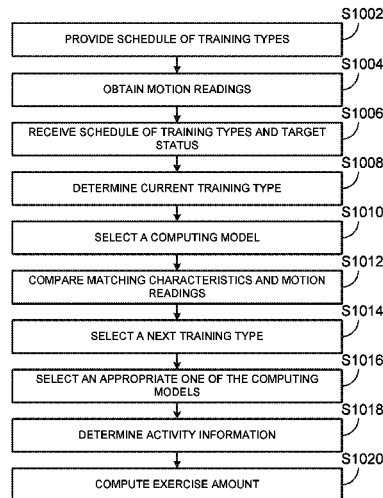 S1002
PROVIDE SCHEDULE OF TRAINING TYPES
S1004
OBTAIN MOTION READINGS
S1006
RECEIVE SCHEDULE OF TRAINING TYPES AND TARGET
STATUS
S1008
DETERMINE CURRENT TRAINING TYPE
S1010
SELECT A COMPUTING MODEL
S1012
COMPARE MATCHING CHARACTERISTICS AND MOTION
READINGS
S1014
SELECT A NEXT TRAINING TYPE
S1016
SELECT AN APPROPRIATE ONE OF THE COMPUTING
MODELS
S1018
DETERMINE ACTIVITY INFORMATION
S1020
COMPUTE EXERCISE AMOUNT